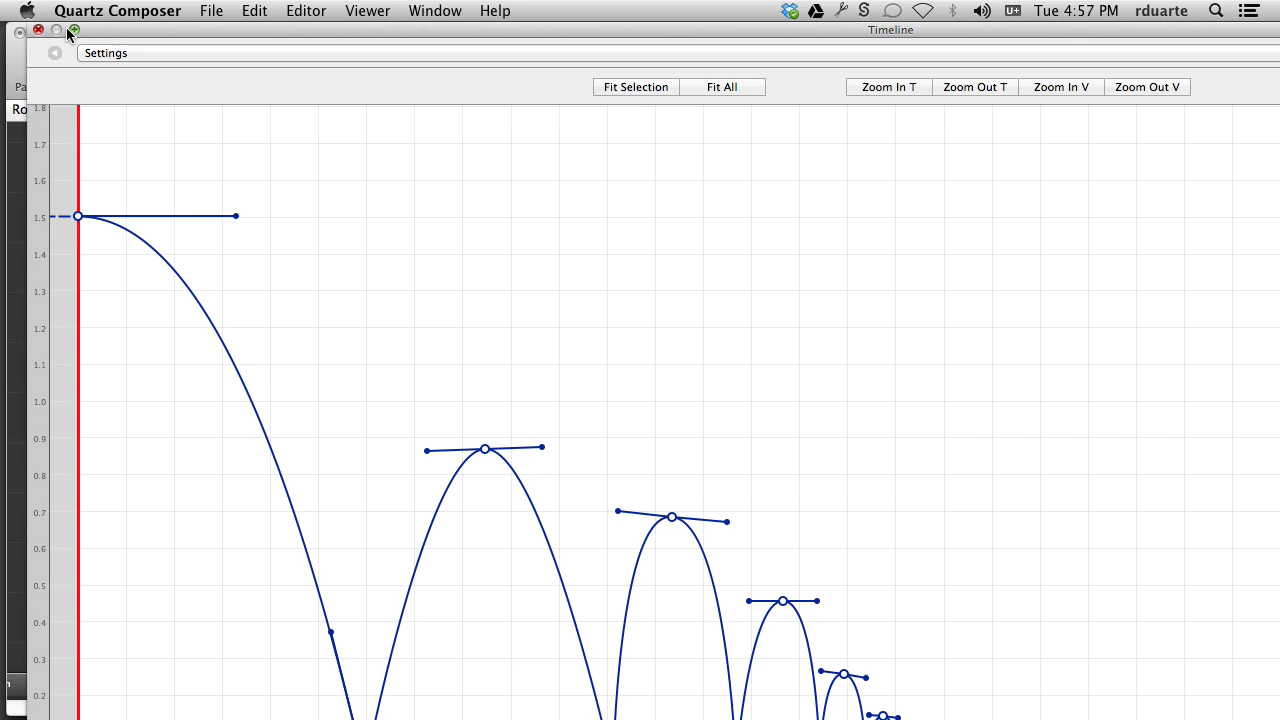 Quartz Composer File Edit Editor Viewer Window Help Tue 4:57 PM rduarte
Timeline
Settings
Pa
Fit Selection Fit All Zoom In T Zoom Out T Zoom In V Zoom Out V
Ro
1.8
1.7
1.6
1.5
1.4
1.3
1.2
1.1
1.0
0.9
0.8
0.7
0.6
0.5
0.4
0.3
n
0.2